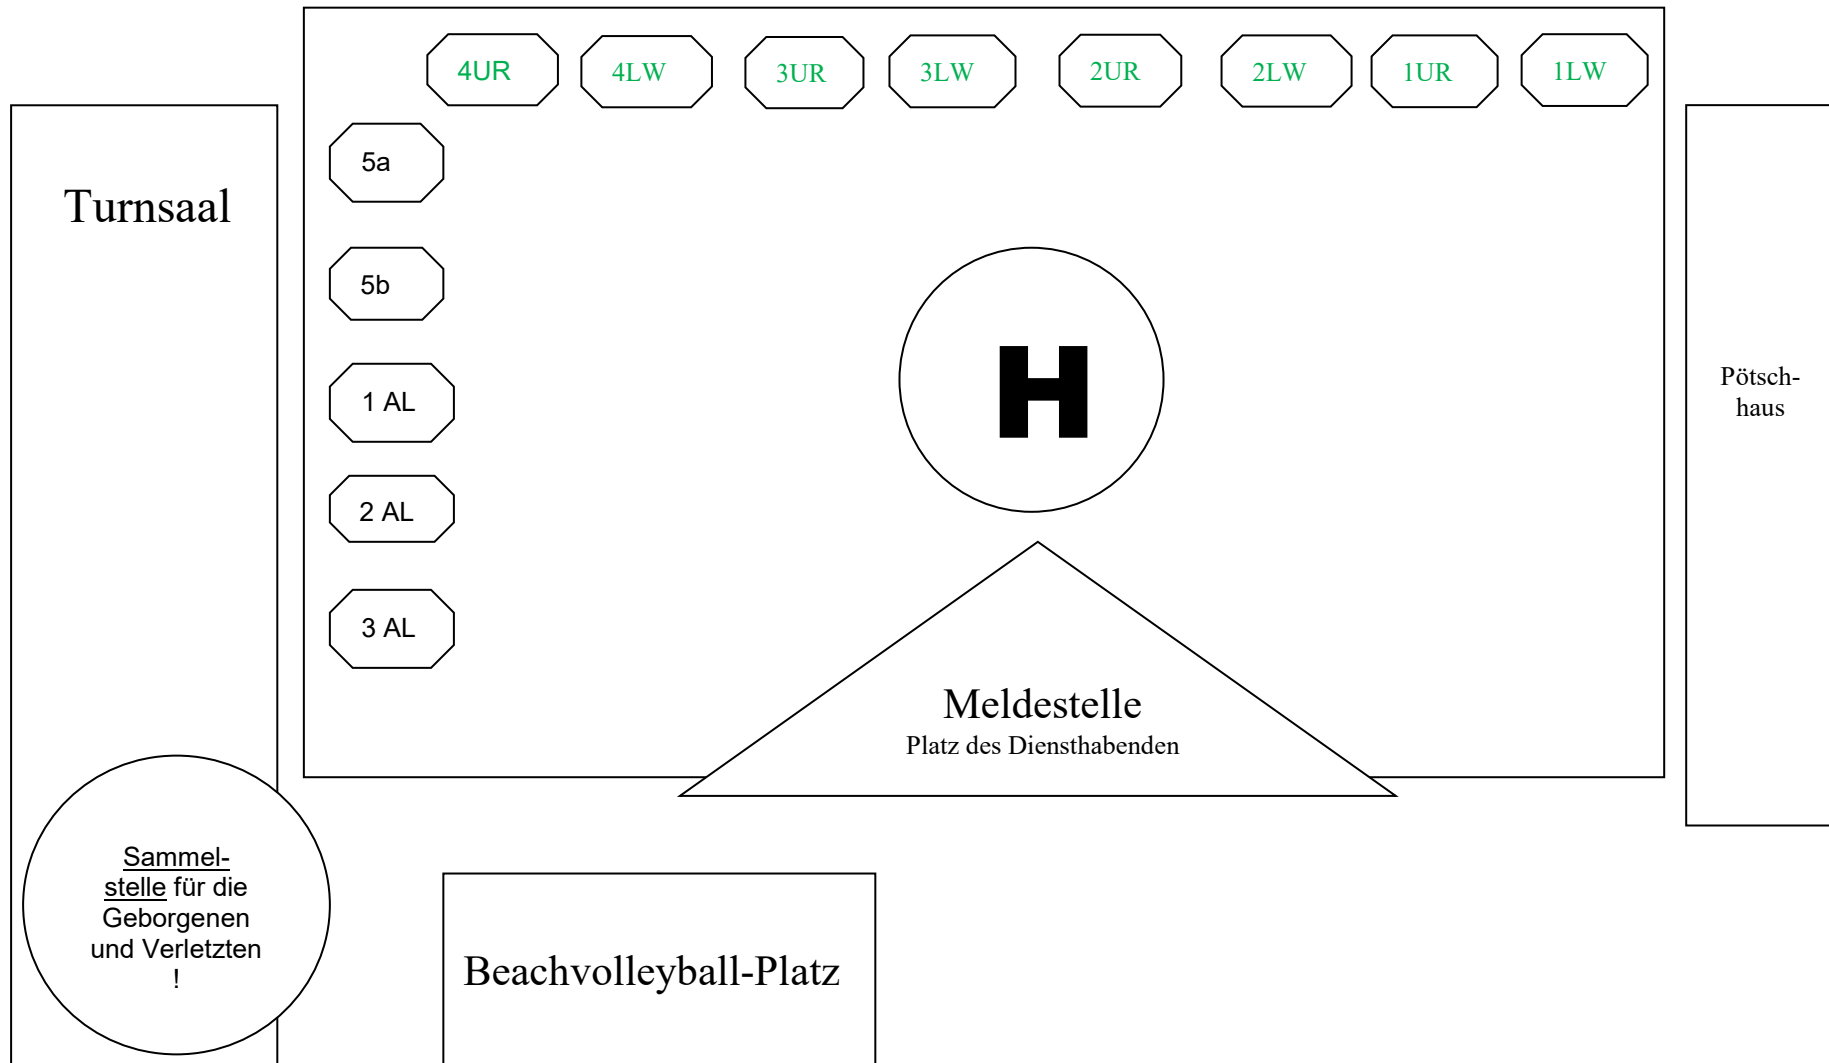 4UR
4LW
3UR
3LW
2UR
2LW
1UR
1LW
5a
Turnsaal
5b
H
Pötsch-
haus
1 AL
2 AL
3 AL
Meldestelle
Platz des Diensthabenden
Sammel-
stelle für die
Geborgenen
und Verletzten
!
Beachvolleyball-Platz